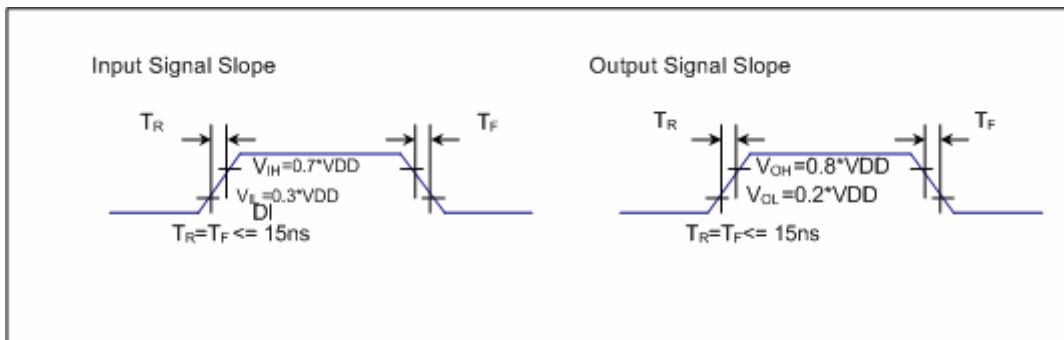 Input Signal Slope
TR
TF
VIH=0.7*VDD
VIL=0.3*VDD
DI
TR=TF <= 15ns
Output Signal Slope
TR
TF
VOH=0.8*VDD
VOL=0.2*VDD
TR=TF<= 15ns